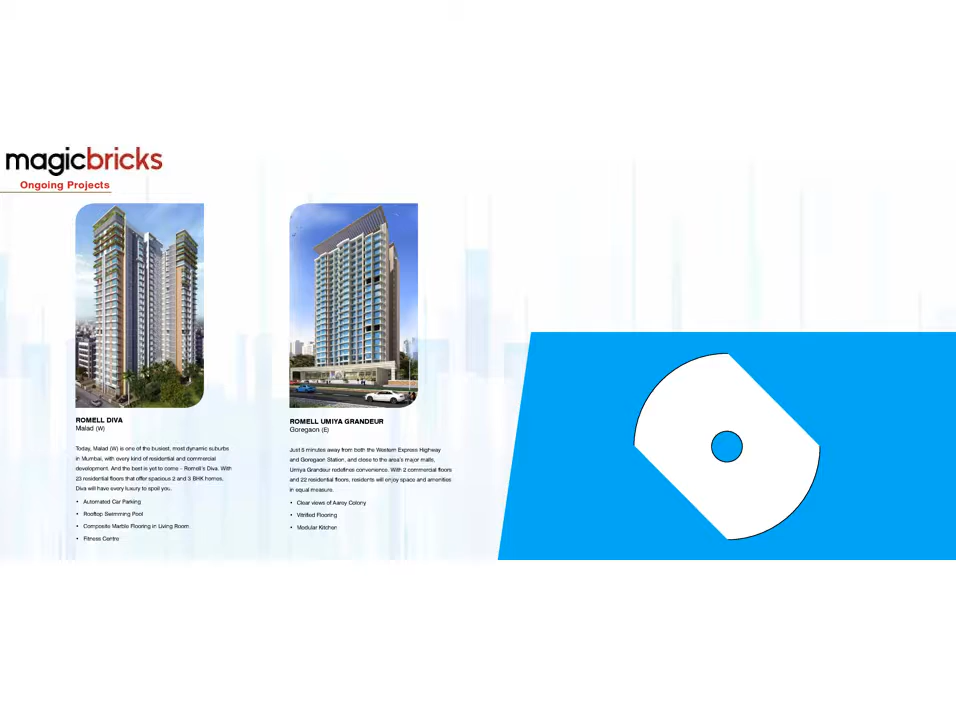 magicbricks
Ongoing Projects
ROMELL DIVA
Malad (W)
Today, Malad (W) is one of the busiest, most dynamic suburbs
in Mumbai, with every kind of residential and commercial
development. And the best is yet to come – Romell's Diva. With
23 residential floors that offer spacious 2 and 3 BHK homes,
Diva will have every luxury to spoil you.
• Automated Car Parking
• Rooftop Swimming Pool
• Composite Marble Flooring in Living Room
• Fitness Centre
ROMELL UMIYA GRANDEUR
Goregaon (E)
Just 5 minutes away from both the Western Express Highway
and Goregaon Station, and close to the area's major malls,
Umiya Grandeur redefines convenience. With 2 commercial floors
and 22 residential floors, residents will enjoy space and amenities
in equal measure.
• Clear views of Aarey Colony
• Vitrified Flooring
• Modular Kitchen